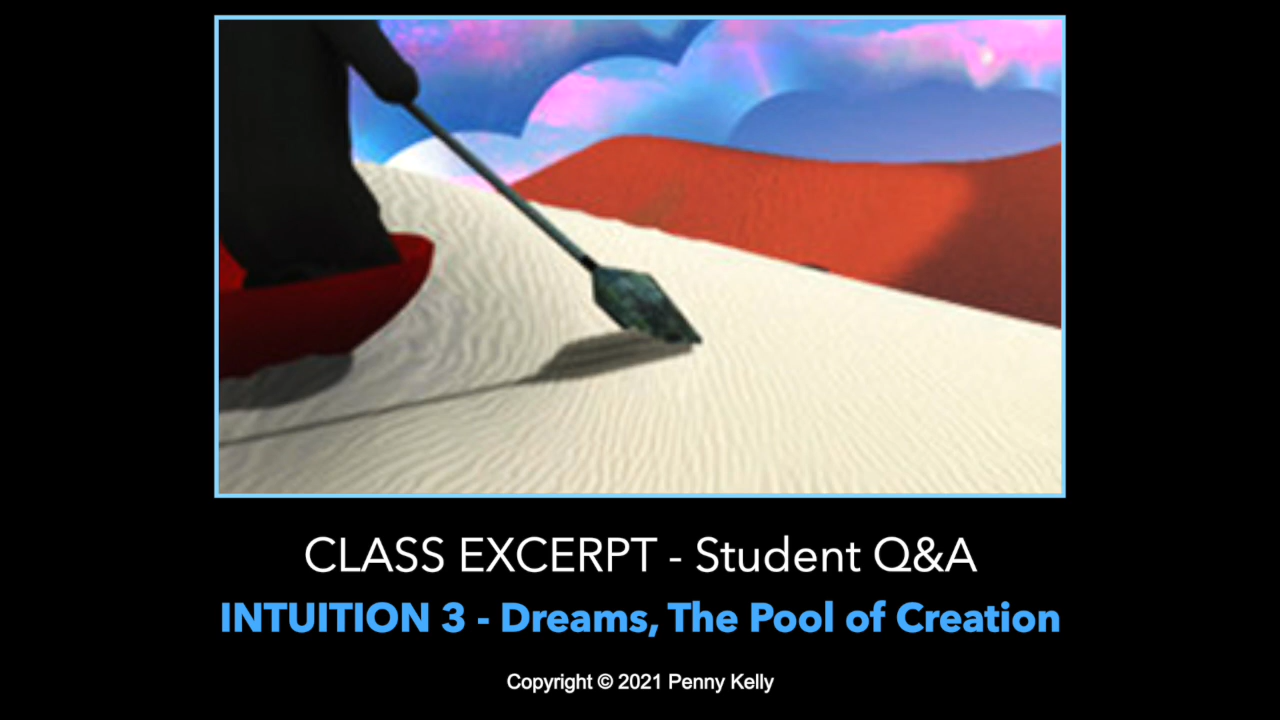 CLASS EXCERPT - Student Q&A
INTUITION 3 - Dreams, The Pool of Creation
Copyright © 2021 Penny Kelly